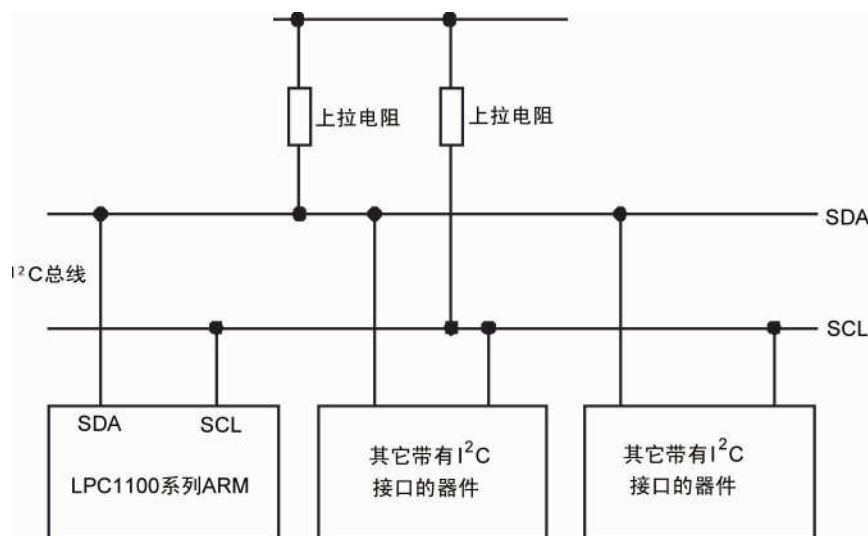 上拉电阻
上拉电阻
SDA
I²C总线
SCL
SDA SCL
LPC1100系列ARM
其它带有I²C
接口的器件
其它带有I²C
接口的器件